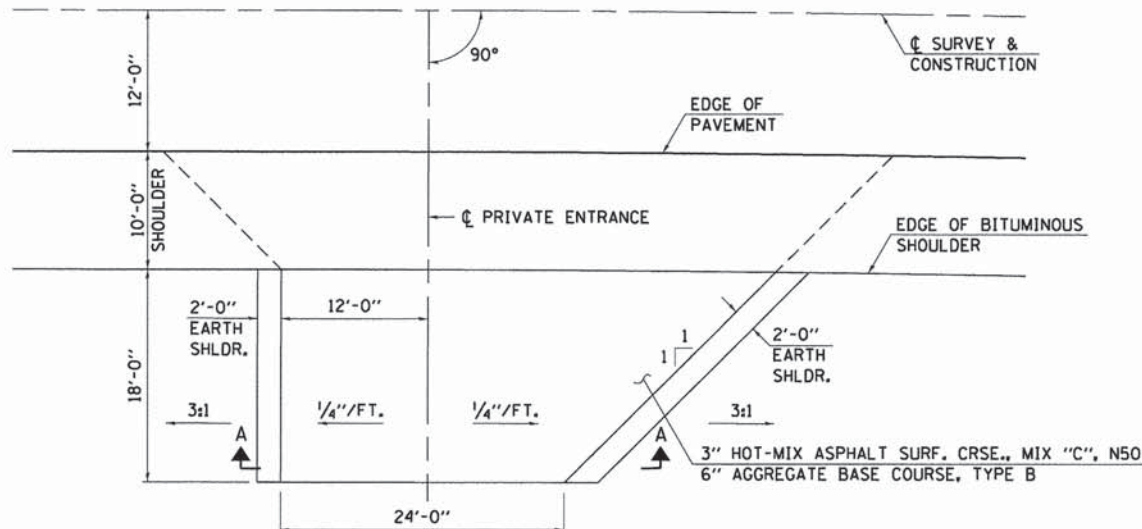 90°
℄ SURVEY &
CONSTRUCTION
12'-0"
EDGE OF
PAVEMENT
10'-0"
SHOULDER
℄ PRIVATE ENTRANCE
EDGE OF BITUMINOUS
SHOULDER
2'-0"
EARTH
SHLDR.
12'-0"
1
1
2'-0"
EARTH
SHLDR.
18'-0"
3:1
1/4"/FT.
1/4"/FT.
3:1
A
A
3" HOT-MIX ASPHALT SURF. CRSE., MIX "C", N50
6" AGGREGATE BASE COURSE, TYPE B
24'-0"